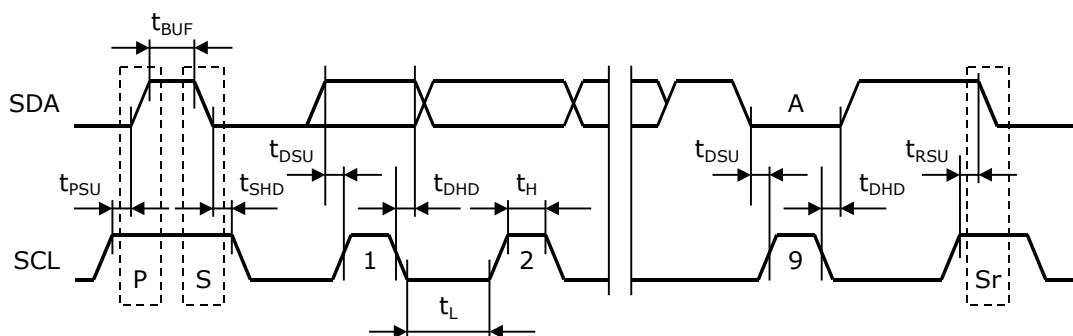 tBUF
SDA
A
tDSU
tDSU
tRSU
tPSU
tSHD
tDHD
tH
tDHD
SCL
P
S
1
2
9
Sr
tL